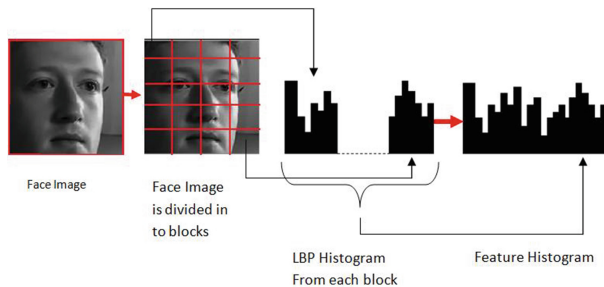 Face Image
Face Image
is divided in
to blocks
LBP Histogram
From each block
Feature Histogram